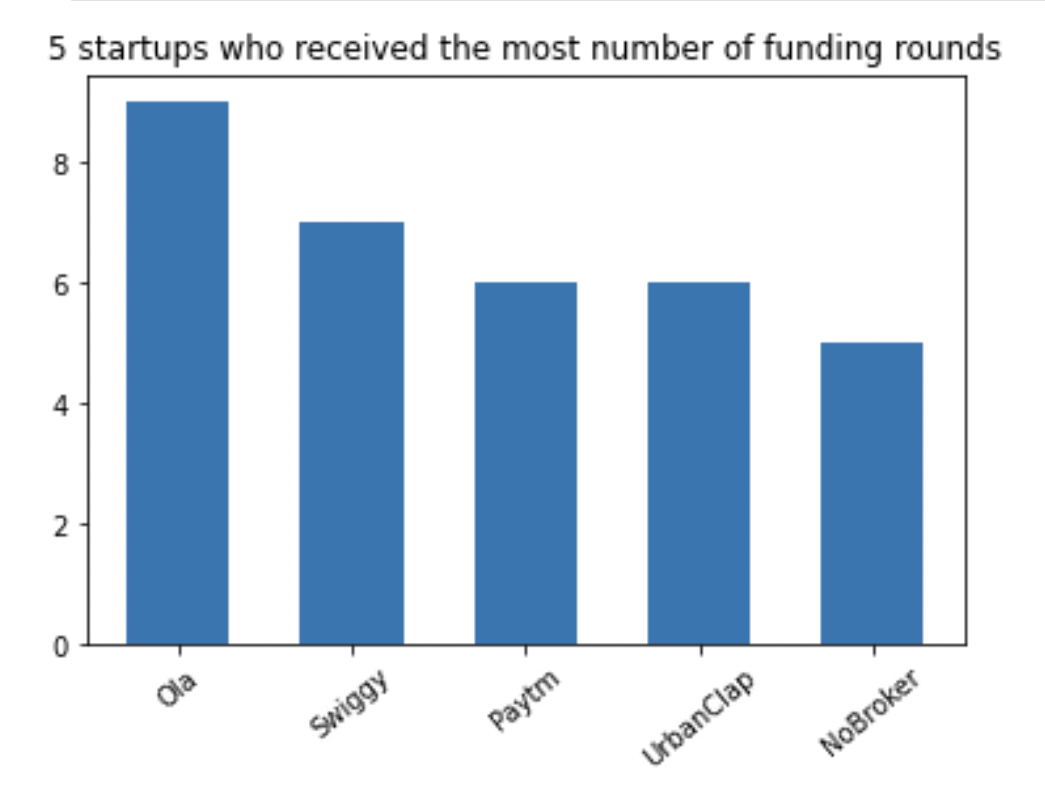 5 startups who received the most number of funding rounds
8
6
4
2
0
Ola
Swiggy
Paytm
UrbanClap
NoBroker